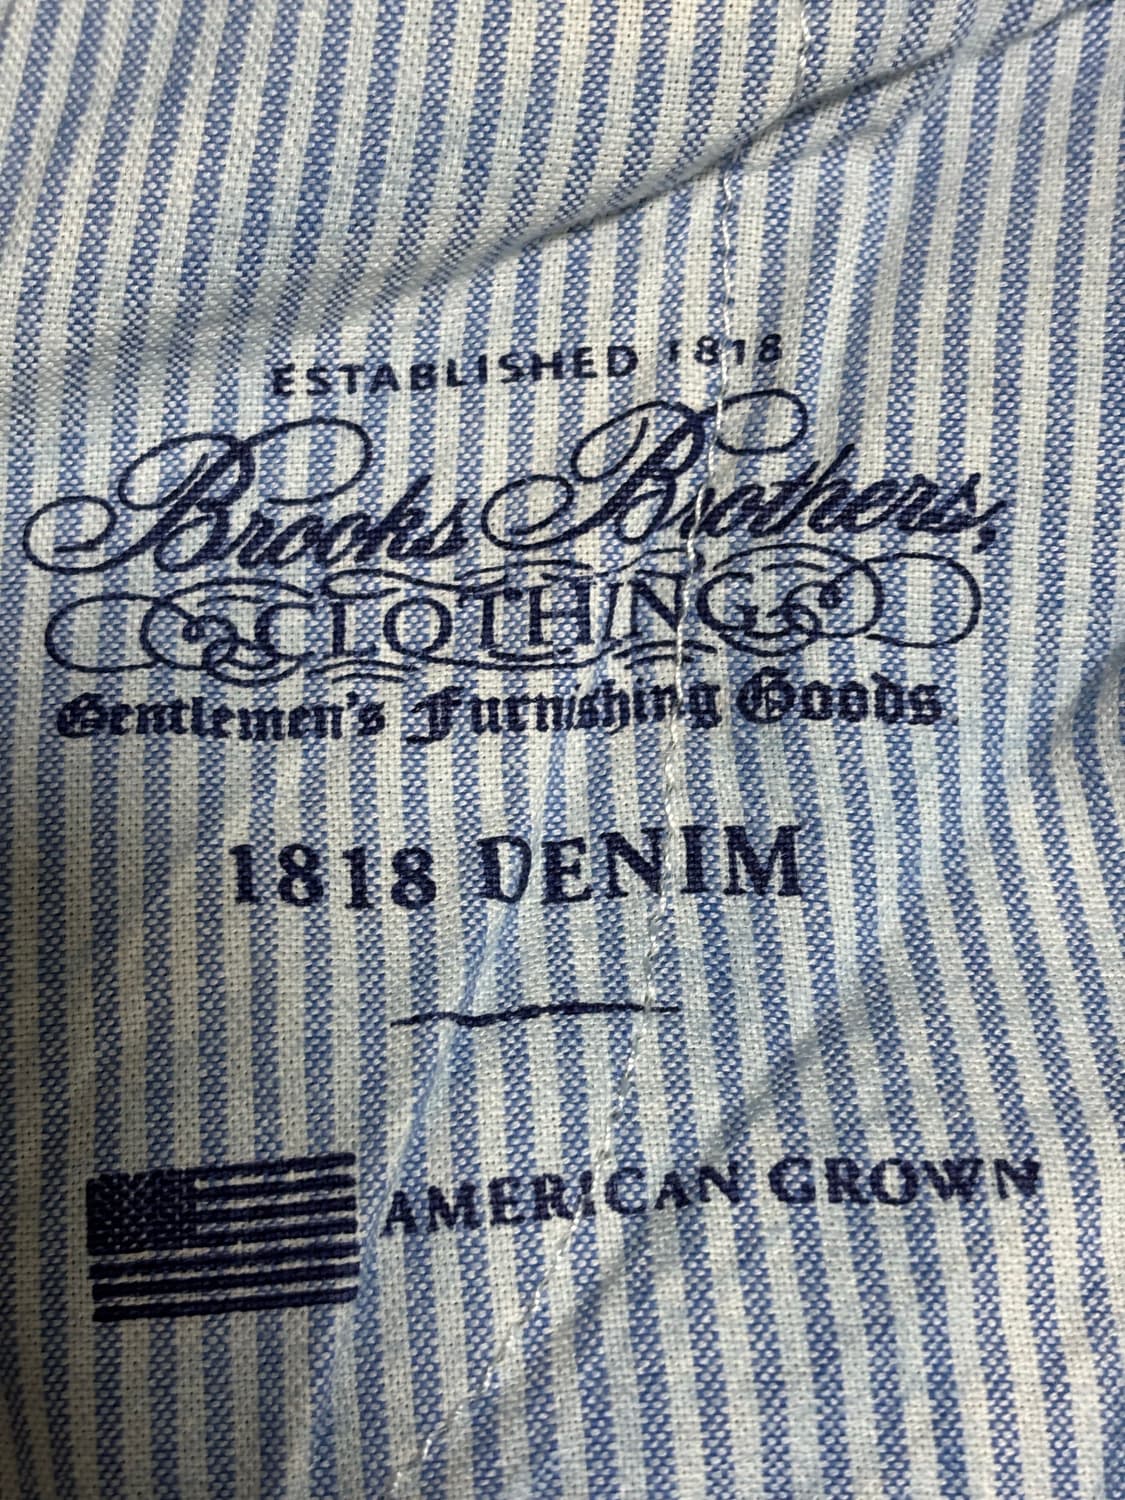 ESTABLISHED 1818
Brooks Brothers,
CLOTHING
Gentlemen's Furnishing Goods.
1818 DENIM
AMERICAN GROWN